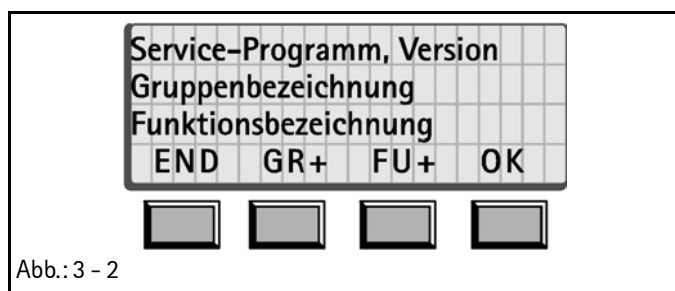 Service-Programm, Version
Gruppenbezeichnung
Funktionsbezeichnung
END GR+ FU+ OK
Abb.: 3 - 2